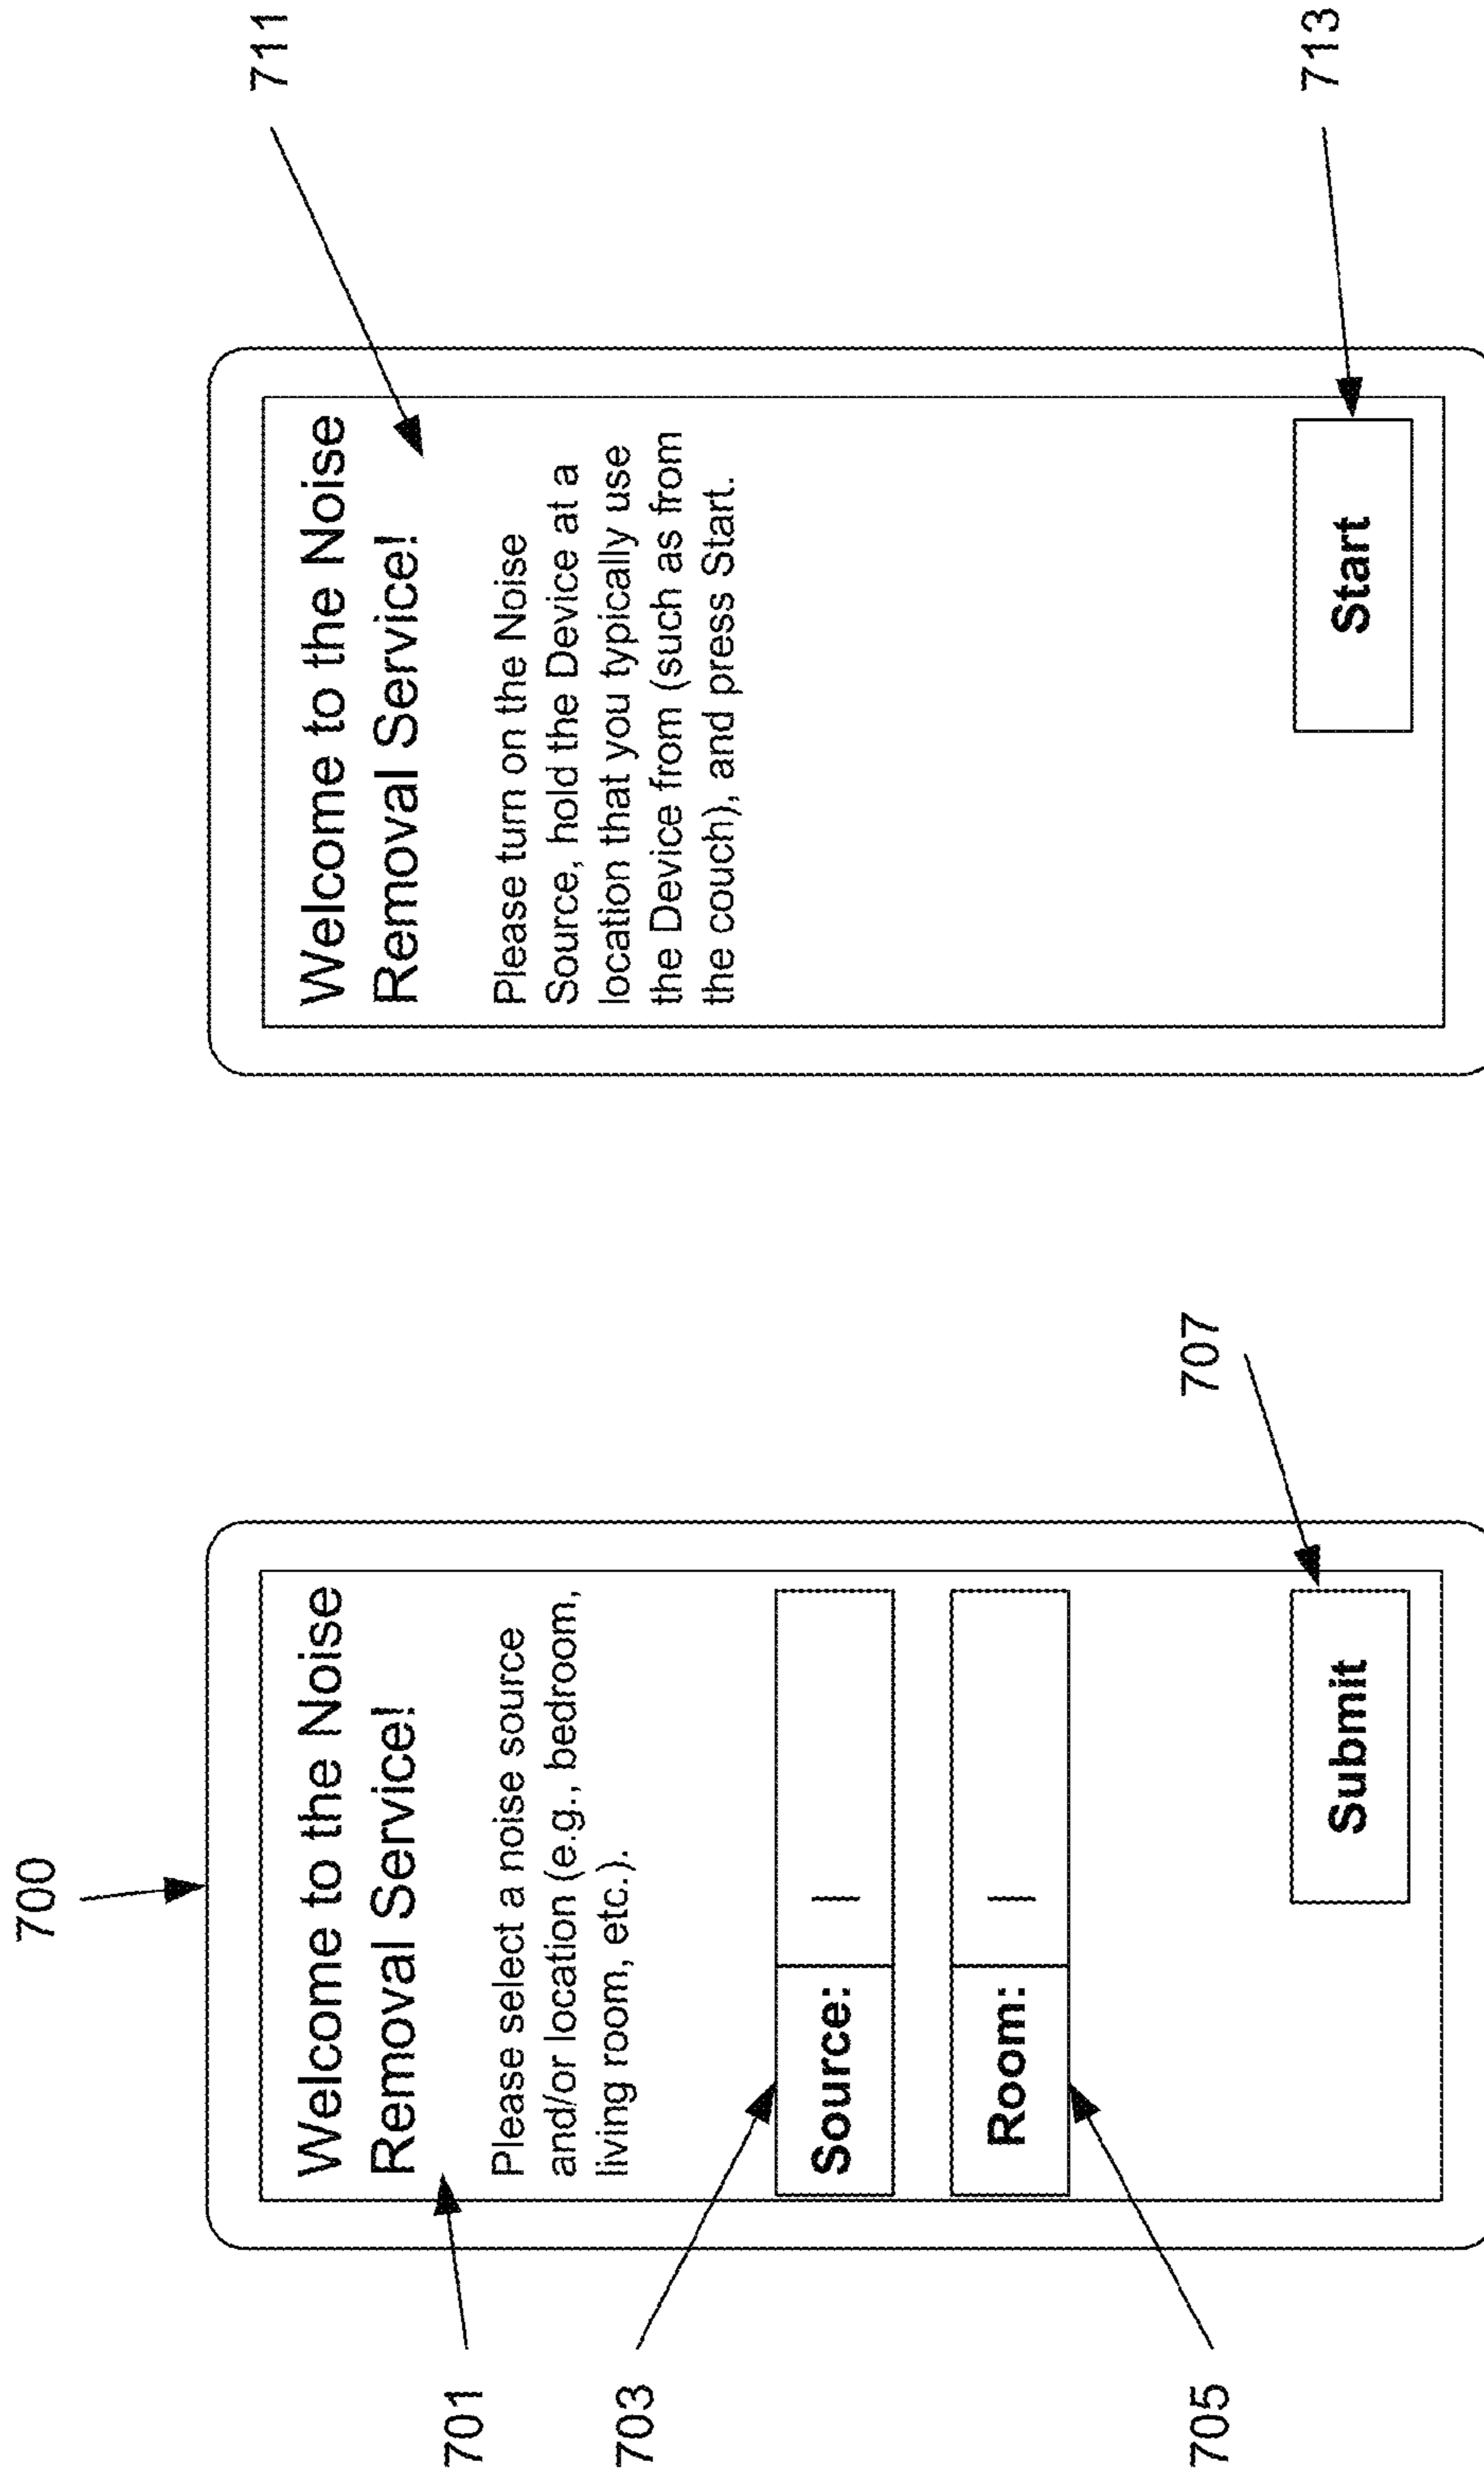 700
701
Welcome to the Noise
Removal Service!
Please select a noise source
and/or location (e.g., bedroom,
living room, etc.).
703
Source:
705
Room:
Submit
707
711
Welcome to the Noise
Removal Service!
Please turn on the Noise
Source, hold the Device at a
location that you typically use
the Device from (such as from
the couch), and press Start.
Start
713